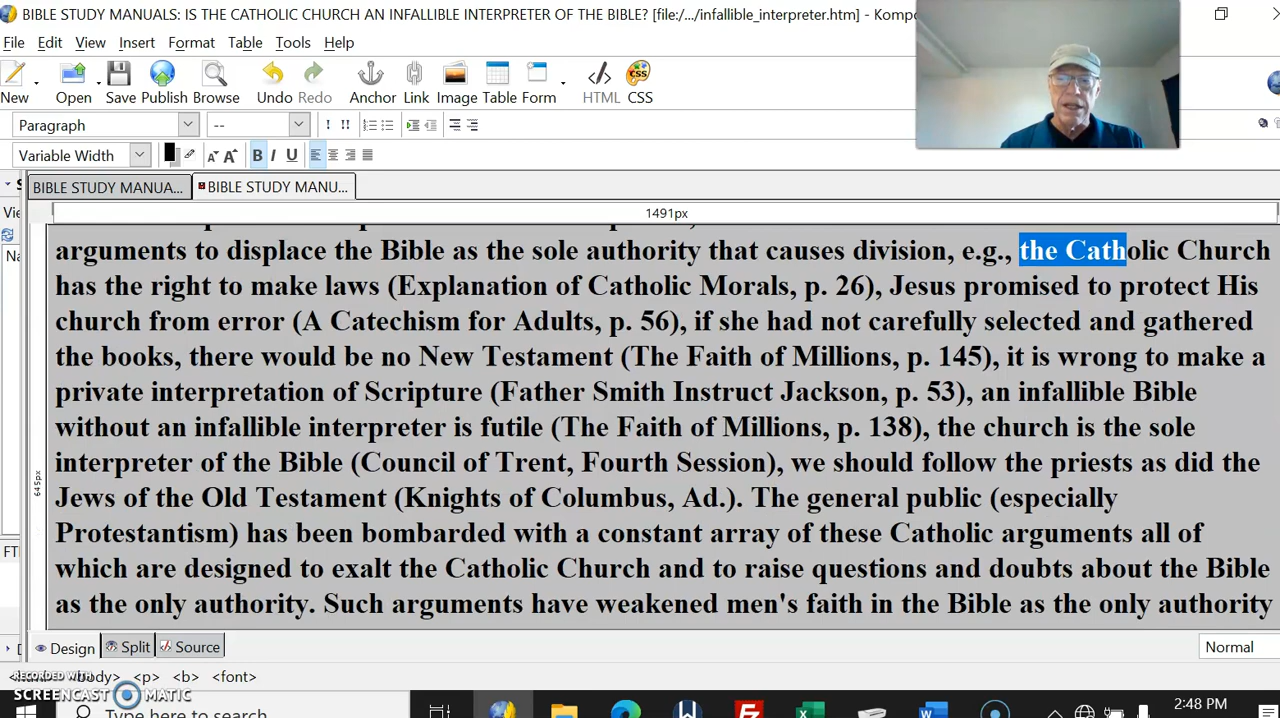 BIBLE STUDY MANUALS: IS THE CATHOLIC CHURCH AN INFALLIBLE INTERPRETER OF THE BIBLE? [file:/.../infallible_interpreter.htm] - Kompo
File Edit View Insert Format Table Tools Help
New Open Save Publish Browse Undo Redo Anchor Link Image Table Form HTML CSS
Paragraph --
Variable Width B I U
BIBLE STUDY MANUA... BIBLE STUDY MANU...
1491px
arguments to displace the Bible as the sole authority that causes division, e.g., the Catholic Church
has the right to make laws (Explanation of Catholic Morals, p. 26), Jesus promised to protect His
church from error (A Catechism for Adults, p. 56), if she had not carefully selected and gathered
the books, there would be no New Testament (The Faith of Millions, p. 145), it is wrong to make a
private interpretation of Scripture (Father Smith Instruct Jackson, p. 53), an infallible Bible
without an infallible interpreter is futile (The Faith of Millions, p. 138), the church is the sole
interpreter of the Bible (Council of Trent, Fourth Session), we should follow the priests as did the
Jews of the Old Testament (Knights of Columbus, Ad.). The general public (especially
Protestantism) has been bombarded with a constant array of these Catholic arguments all of
which are designed to exalt the Catholic Church and to raise questions and doubts about the Bible
as the only authority. Such arguments have weakened men's faith in the Bible as the only authority
645px
Design Split Source Normal
<body> <p> <b> <font>
RECORDED WITH
SCREENCAST MATIC
Type here to search
2:48 PM